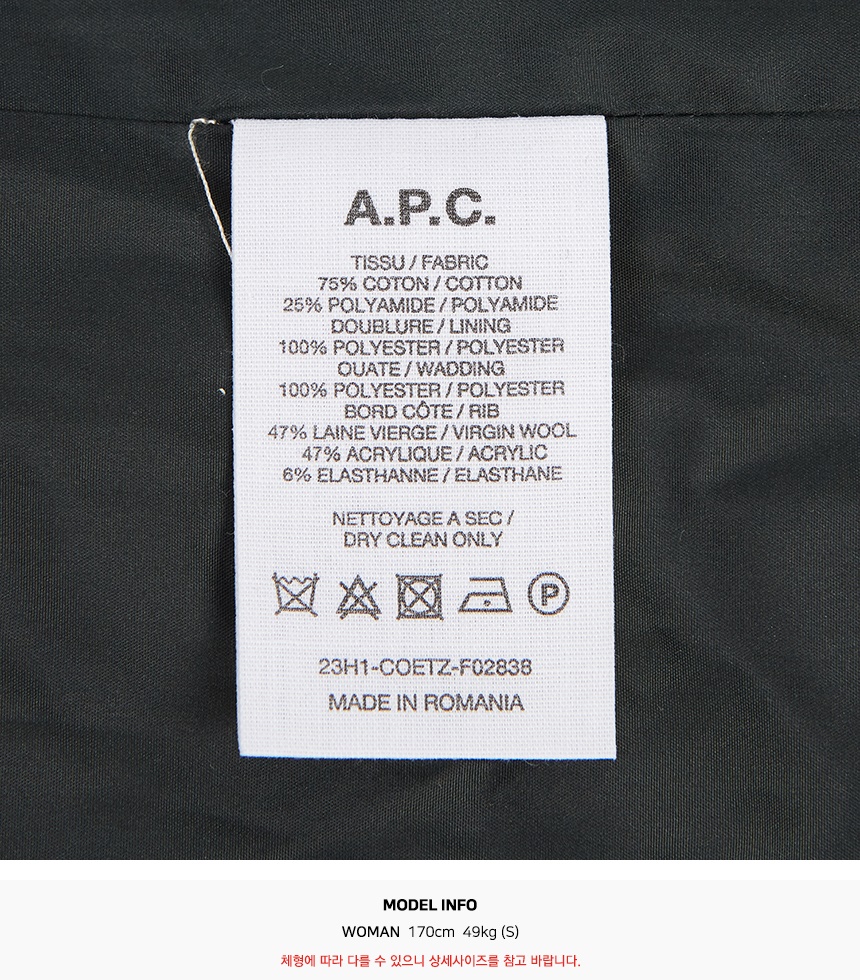 A.P.C.
TISSU / FABRIC
75% COTON / COTTON
25% POLYAMIDE / POLYAMIDE
DOUBLURE / LINING
100% POLYESTER / POLYESTER
OUATE / WADDING
100% POLYESTER / POLYESTER
BORD CÔTE / RIB
47% LAINE VIERGE / VIRGIN WOOL
47% ACRYLIQUE / ACRYLIC
6% ELASTHANNE / ELASTHANE
NETTOYAGE A SEC /
DRY CLEAN ONLY
P
23H1-COETZ-F02838
MADE IN ROMANIA
MODEL INFO
WOMAN 170cm 49kg (S)
체형에 따라 다를 수 있으니 상세사이즈를 참고 바랍니다.